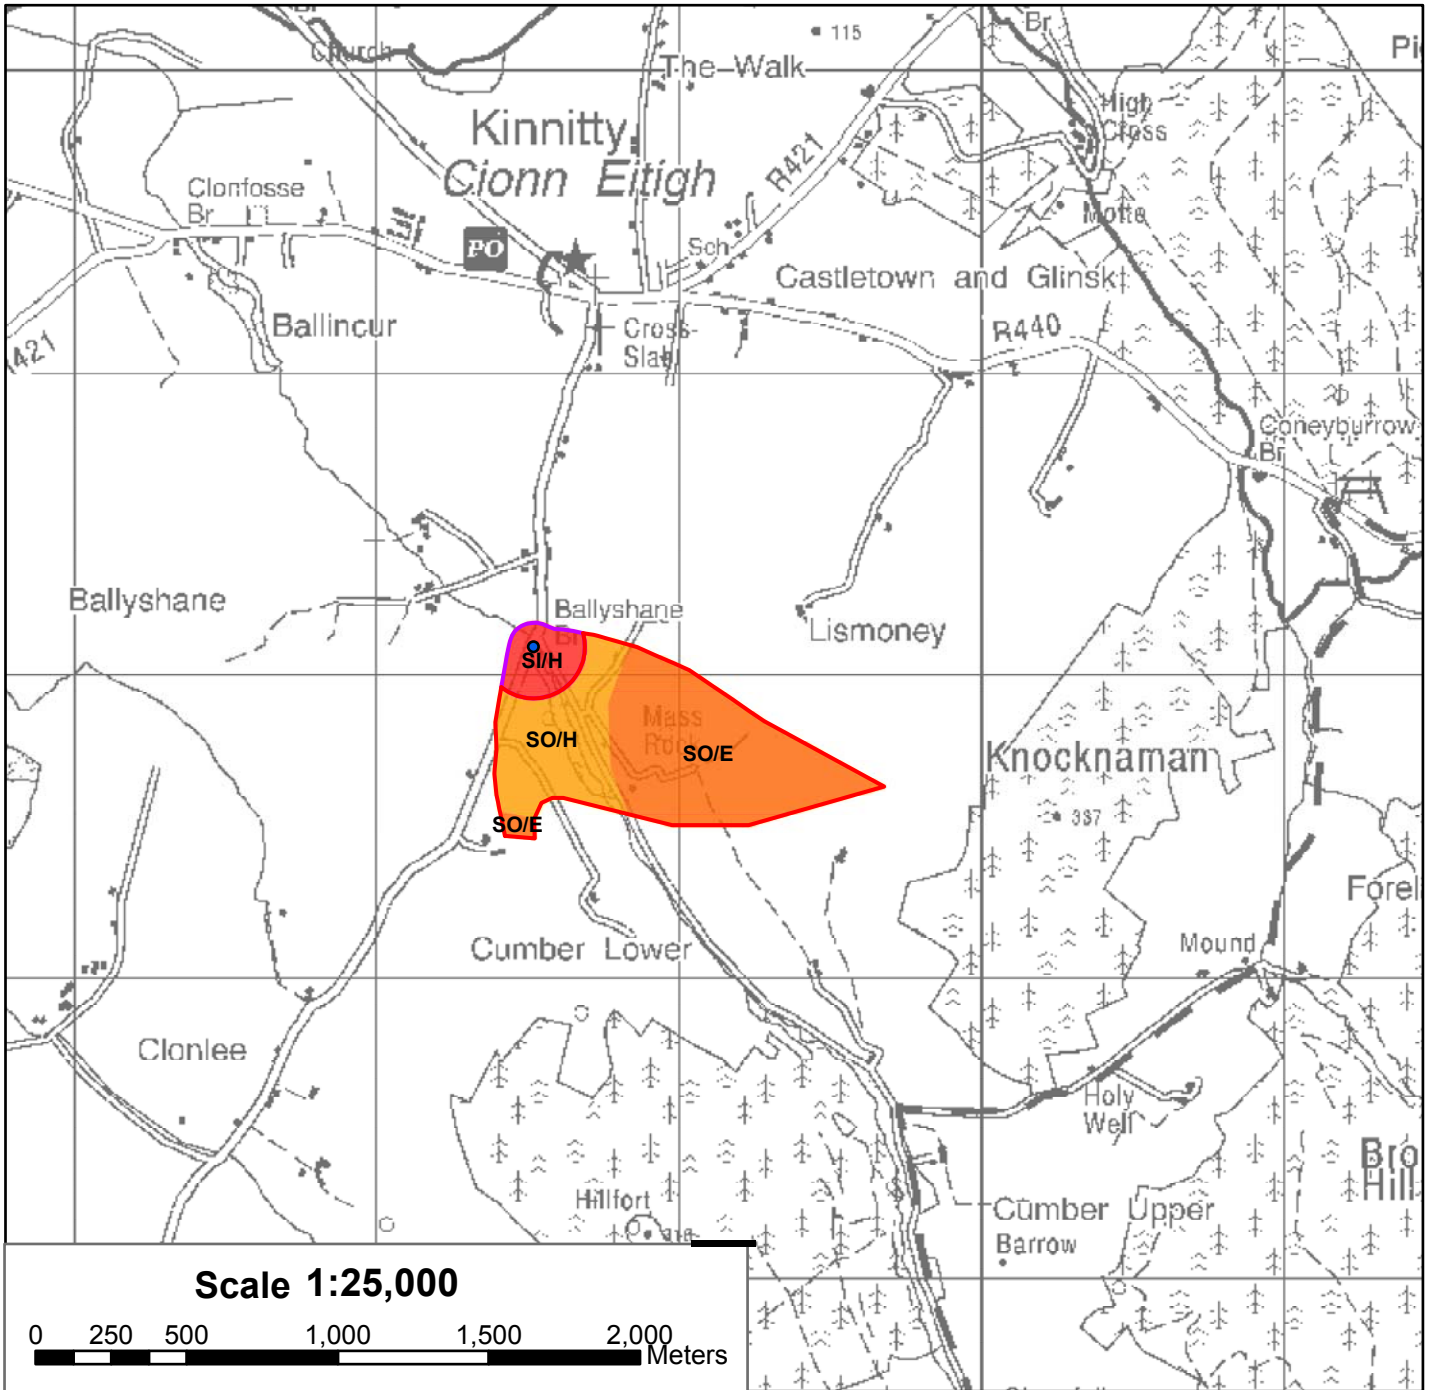 Br
Church
115
The Walk
Br
Pi
High
Cross
Kinnitty
Cionn Eitigh
R421
Clonfosse
Br
Motte
PO
Sch
Castletown and Glinsk
Ballincur
Cross-
Slab
R440
421
Coneyburrow
Br
Ballyshane
Ballyshane
Br
Lismoney
SI/H
Mass
Rock
SO/H
SO/E
Knocknaman
337
SO/E
Forel
Cumber Lower
Mound
Clonlee
Holy
Well
Bro
Hill
Hillfort
316
Cumber Upper
Barrow
Scale 1:25,000
0 250 500 1,000 1,500 2,000
Meters